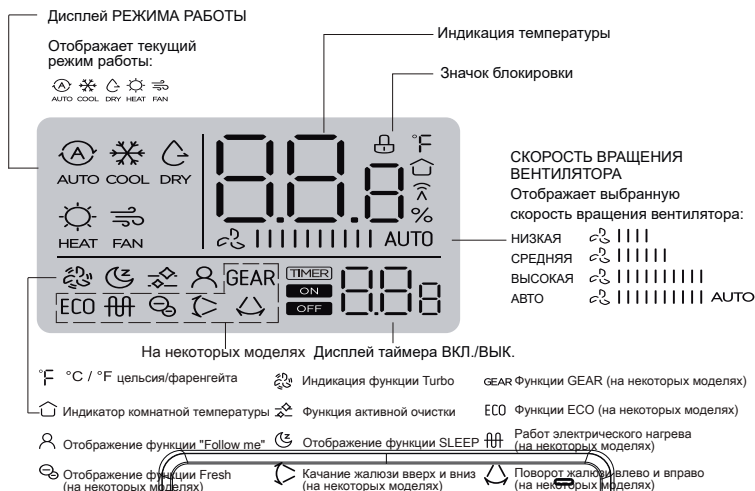 Дисплей РЕЖИМА РАБОТЫ
Отображает текущий
режим работы:
AUTO COOL DRY HEAT FAN
Индикация температуры
Значок блокировки
AUTO COOL DRY
HEAT FAN
88.8
°F
%
AUTO
GEAR
ECO
TIMER
ON
OFF
88.8
СКОРОСТЬ ВРАЩЕНИЯ
ВЕНТИЛЯТОРА
Отображает выбранную
скорость вращения вентилятора:
НИЗКАЯ
СРЕДНЯЯ
ВЫСОКАЯ
АВТО AUTO
На некоторых моделях Дисплей таймера ВКЛ./ВЫК.
°F °C / °F цельсия/фаренгейта
Индикация функции Turbo
GEAR Функции GEAR (на некоторых моделях)
Индикатор комнатной температуры
Функция активной очистки
ECO Функции ECO (на некоторых моделях)
Отображение функции "Follow me"
Отображение функции SLEEP
Работ электрического нагрева
(на некоторых моделях)
Отображение функции Fresh
(на некоторых моделях)
Качание жалюзи вверх и вниз
(на некоторых моделях)
Поворот жалюзи влево и вправо
(на некоторых моделях)